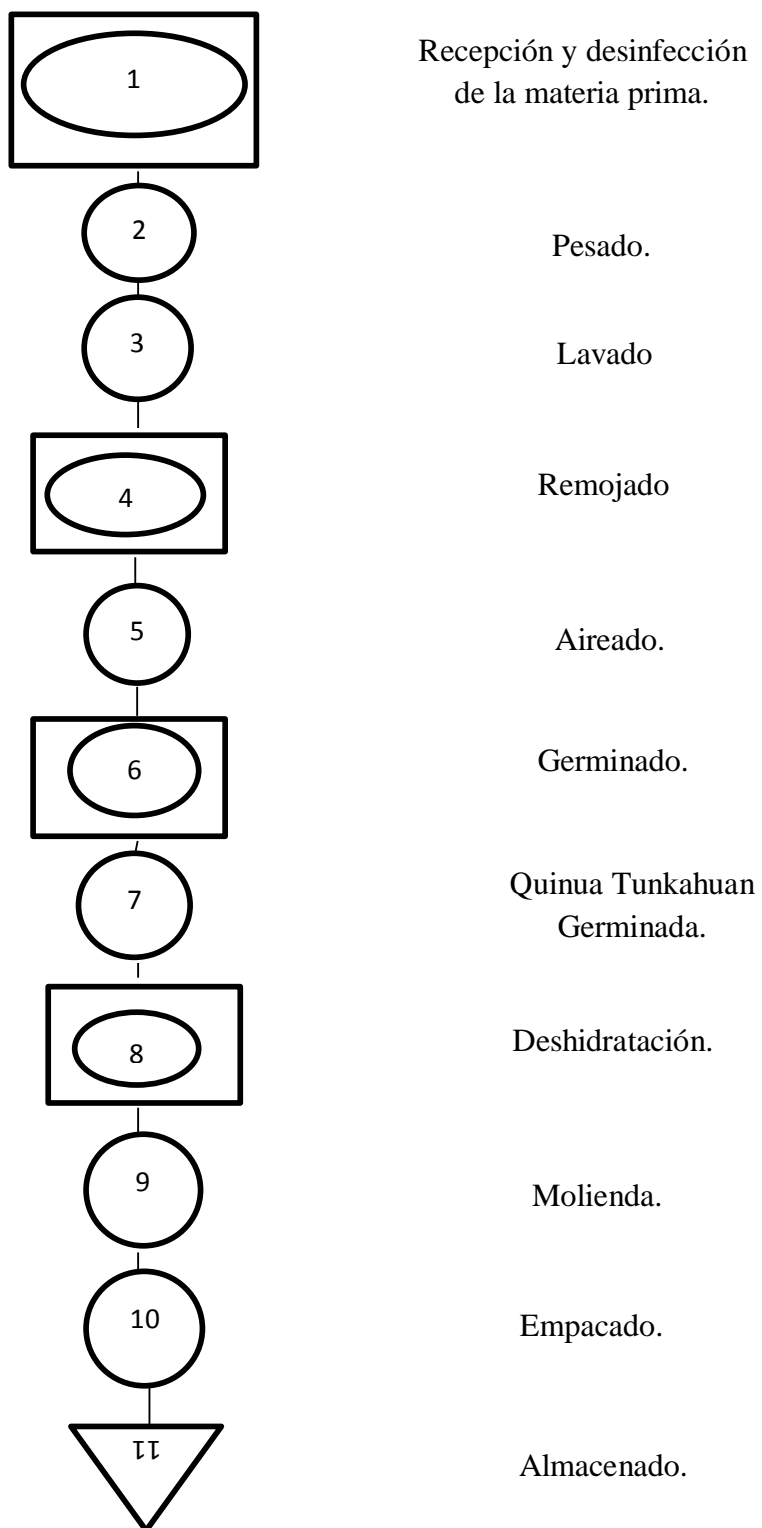 1
Recepción y desinfección
de la materia prima.
2
Pesado.
3
Lavado
4
Remojado
5
Aireado.
6
Germinado.
7
Quinua Tunkahuan
Germinada.
8
Deshidratación.
9
Molienda.
10
Empacado.
11
Almacenado.